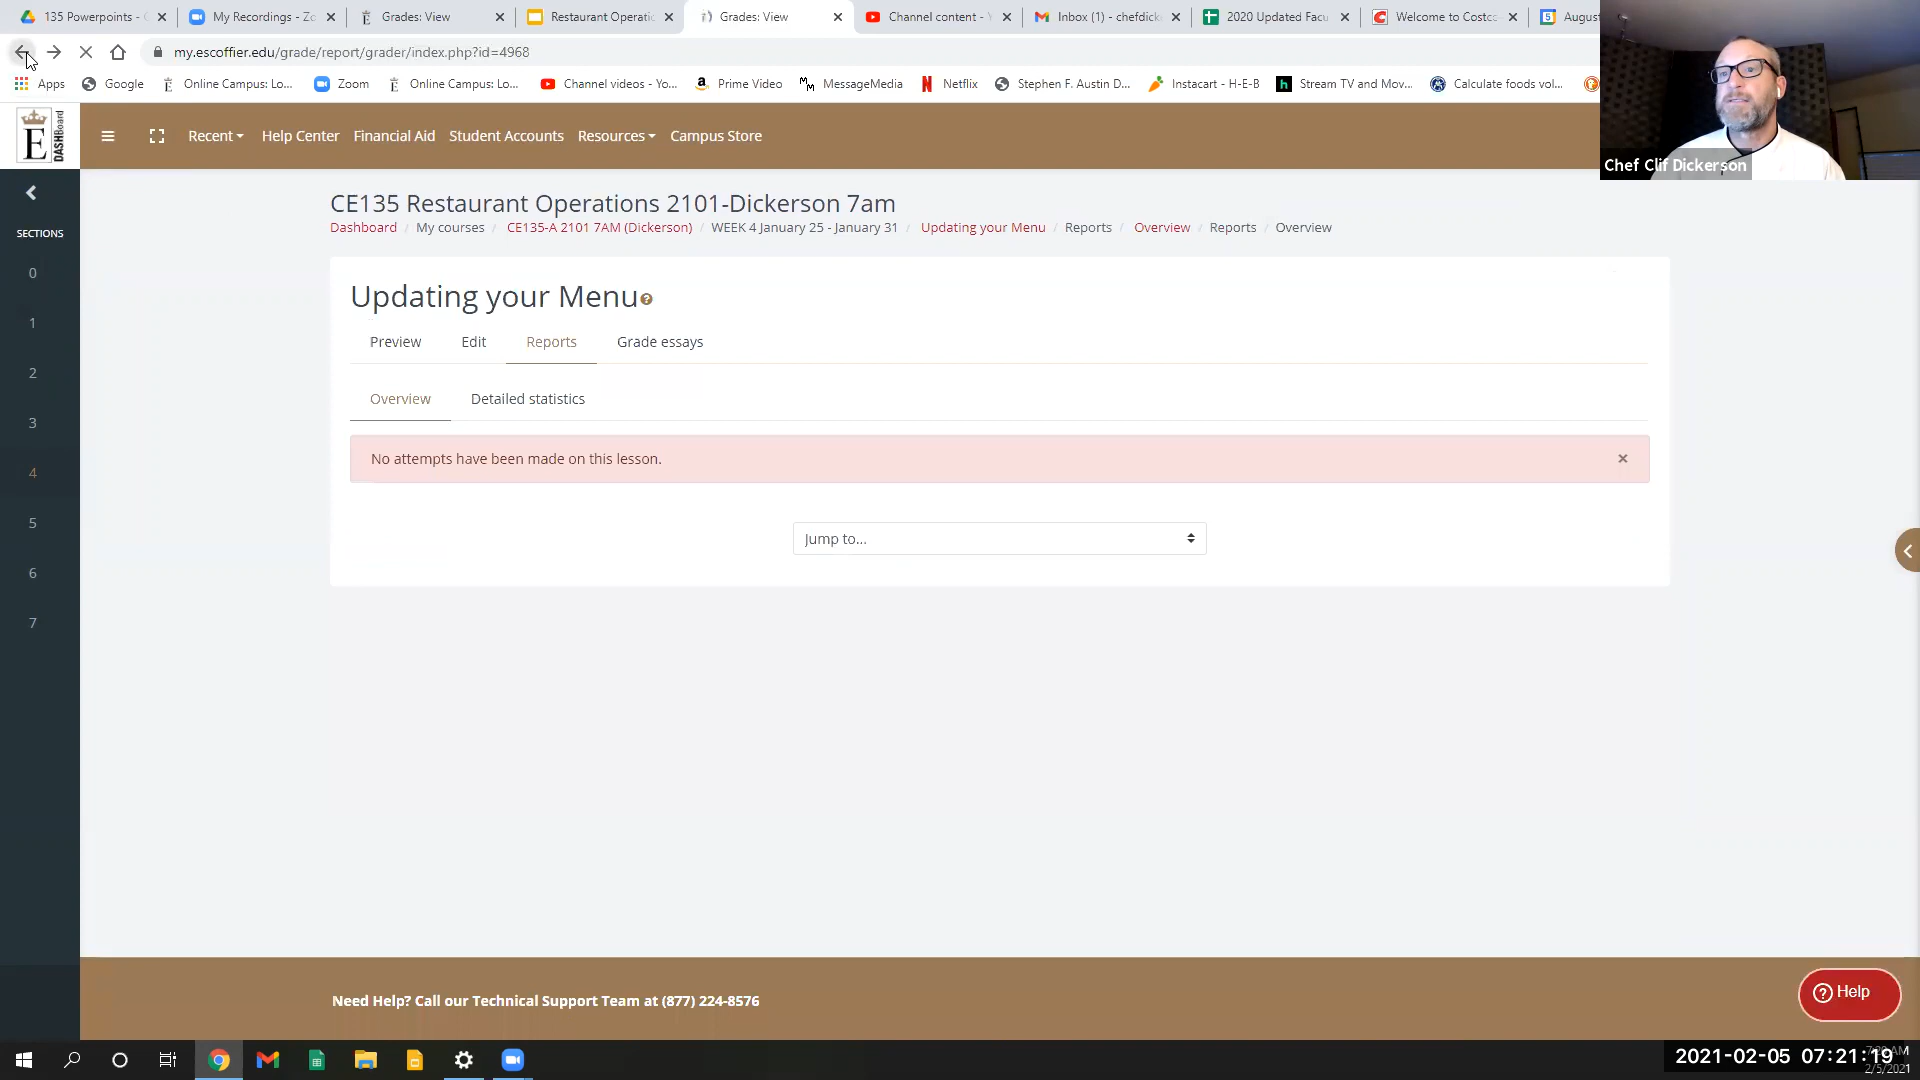 135 Powerpoints - G
My Recordings - Zo
Grades: View
Restaurant Operatio
Grades: View
Channel content - Y
Inbox (1) - chefdick
2020 Updated Facu
Welcome to Costco
August
my.escoffier.edu/grade/report/grader/index.php?id=4968
Apps
Google
Online Campus: Lo...
Zoom
Online Campus: Lo...
Channel videos - Yo...
Prime Video
MessageMedia
Netflix
Stephen F. Austin D...
Instacart - H-E-B
Stream TV and Mov...
Calculate foods vol...
E DASHBoard
Recent
Help Center
Financial Aid
Student Accounts
Resources
Campus Store
Chef Clif Dickerson
SECTIONS
0
1
2
3
4
5
6
7
CE135 Restaurant Operations 2101-Dickerson 7am
Dashboard / My courses / CE135-A 2101 7AM (Dickerson) / WEEK 4 January 25 - January 31 / Updating your Menu / Reports / Overview / Reports / Overview
Updating your Menu
Preview
Edit
Reports
Grade essays
Overview
Detailed statistics
No attempts have been made on this lesson.
Jump to...
Need Help? Call our Technical Support Team at (877) 224-8576
Help
2021-02-05 07:21:19
2/5/2021